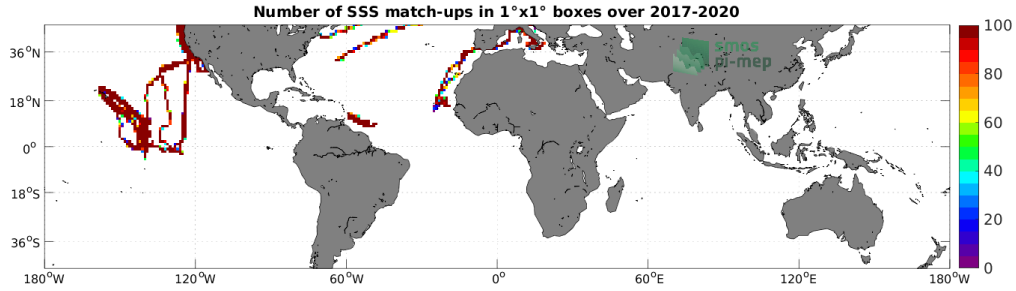 Number of SSS match-ups in 1°x1° boxes over 2017-2020
36°N
18°N
0°
18°S
36°S
180°W
120°W
60°W
0°
60°E
120°E
180°W
smos
pi-mep
100
80
60
40
20
0